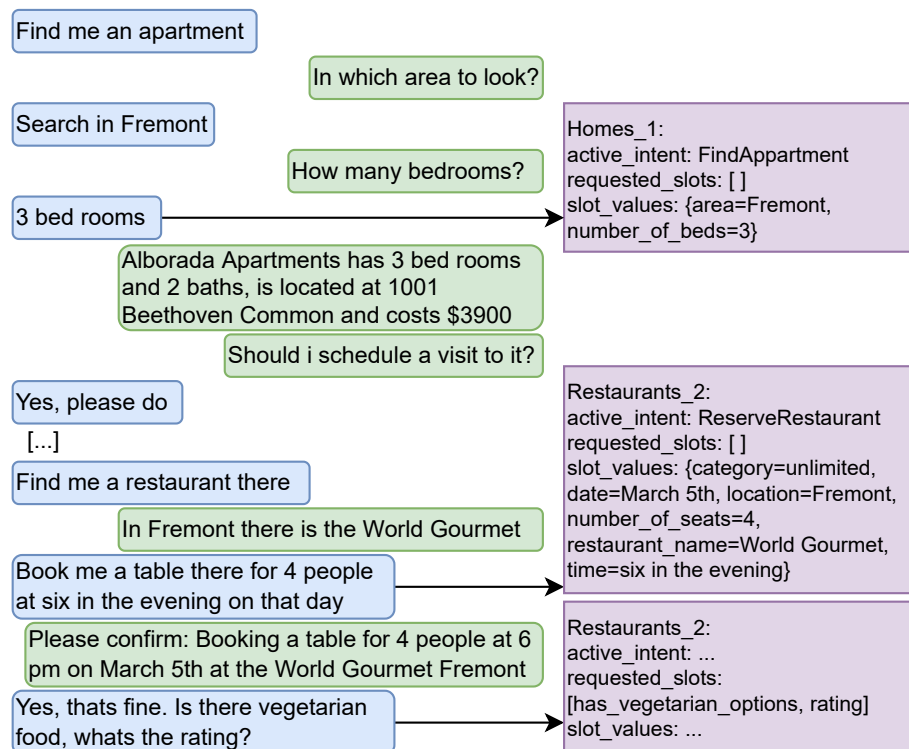 Find me an apartment
In which area to look?
Search in Fremont
How many bedrooms?
3 bed rooms
Homes_1:
active_intent: FindAppartment
requested_slots: [ ]
slot_values: {area=Fremont,
number_of_beds=3}
Alborada Apartments has 3 bed rooms
and 2 baths, is located at 1001
Beethoven Common and costs $3900
Should i schedule a visit to it?
Yes, please do
[...]
Find me a restaurant there
In Fremont there is the World Gourmet
Book me a table there for 4 people
at six in the evening on that day
Restaurants_2:
active_intent: ReserveRestaurant
requested_slots: [ ]
slot_values: {category=unlimited,
date=March 5th, location=Fremont,
number_of_seats=4,
restaurant_name=World Gourmet,
time=six in the evening}
Please confirm: Booking a table for 4 people at 6
pm on March 5th at the World Gourmet Fremont
Yes, thats fine. Is there vegetarian
food, whats the rating?
Restaurants_2:
active_intent: ...
requested_slots:
[has_vegetarian_options, rating]
slot_values: ...